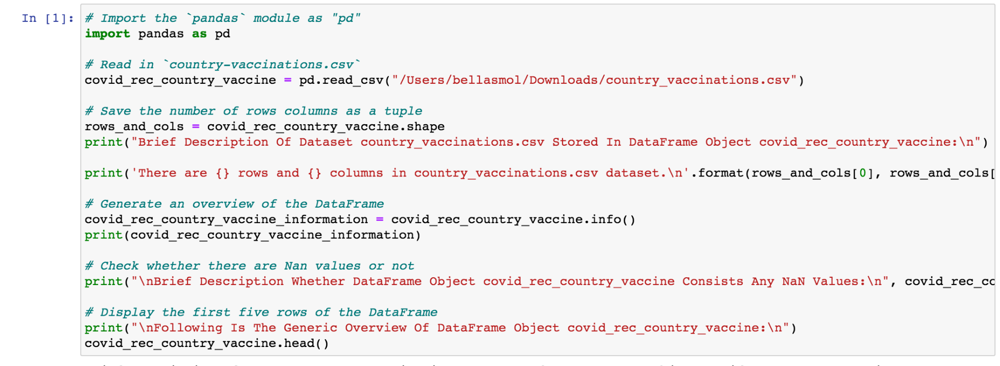 In [1]: # Import the `pandas` module as "pd"
import pandas as pd
# Read in `country-vaccinations.csv`
covid_rec_country_vaccine = pd.read_csv("/Users/bellasmol/Downloads/country_vaccinations.csv")
# Save the number of rows columns as a tuple
rows_and_cols = covid_rec_country_vaccine.shape
print("Brief Description Of Dataset country_vaccinations.csv Stored In DataFrame Object covid_rec_country_vaccine:\n")
print('There are {} rows and {} columns in country_vaccinations.csv dataset.\n'.format(rows_and_cols[0], rows_and_cols[
# Generate an overview of the DataFrame
covid_rec_country_vaccine_information = covid_rec_country_vaccine.info()
print(covid_rec_country_vaccine_information)
# Check whether there are Nan values or not
print("\nBrief Description Whether DataFrame Object covid_rec_country_vaccine Consists Any NaN Values:\n", covid_rec_co
# Display the first five rows of the DataFrame
print("\nFollowing Is The Generic Overview Of DataFrame Object covid_rec_country_vaccine:\n")
covid_rec_country_vaccine.head()